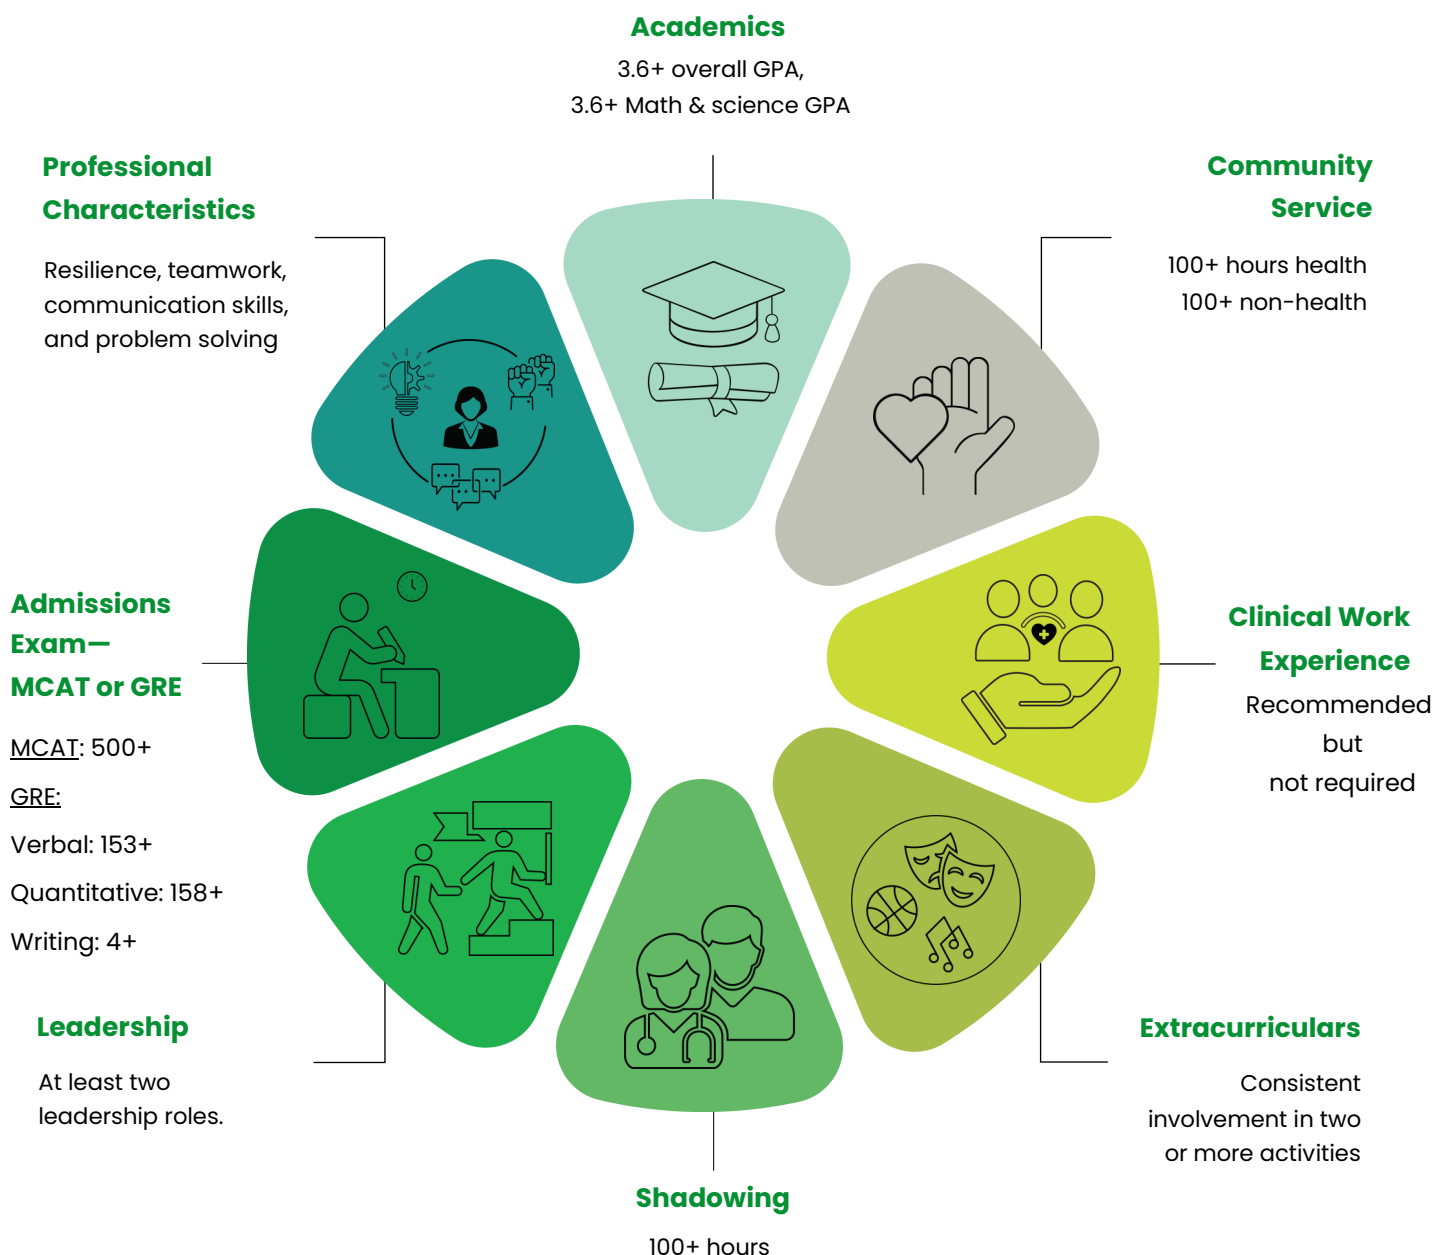 Academics
3.6+ overall GPA,
3.6+ Math & science GPA
Professional
Characteristics
Resilience, teamwork,
communication skills,
and problem solving
Community
Service
100+ hours health
100+ non-health
Admissions
Exam—
MCAT or GRE
MCAT: 500+
GRE:
Verbal: 153+
Quantitative: 158+
Writing: 4+
Clinical Work
Experience
Recommended
but
not required
Leadership
At least two
leadership roles.
Extracurriculars
Consistent
involvement in two
or more activities
Shadowing
100+ hours